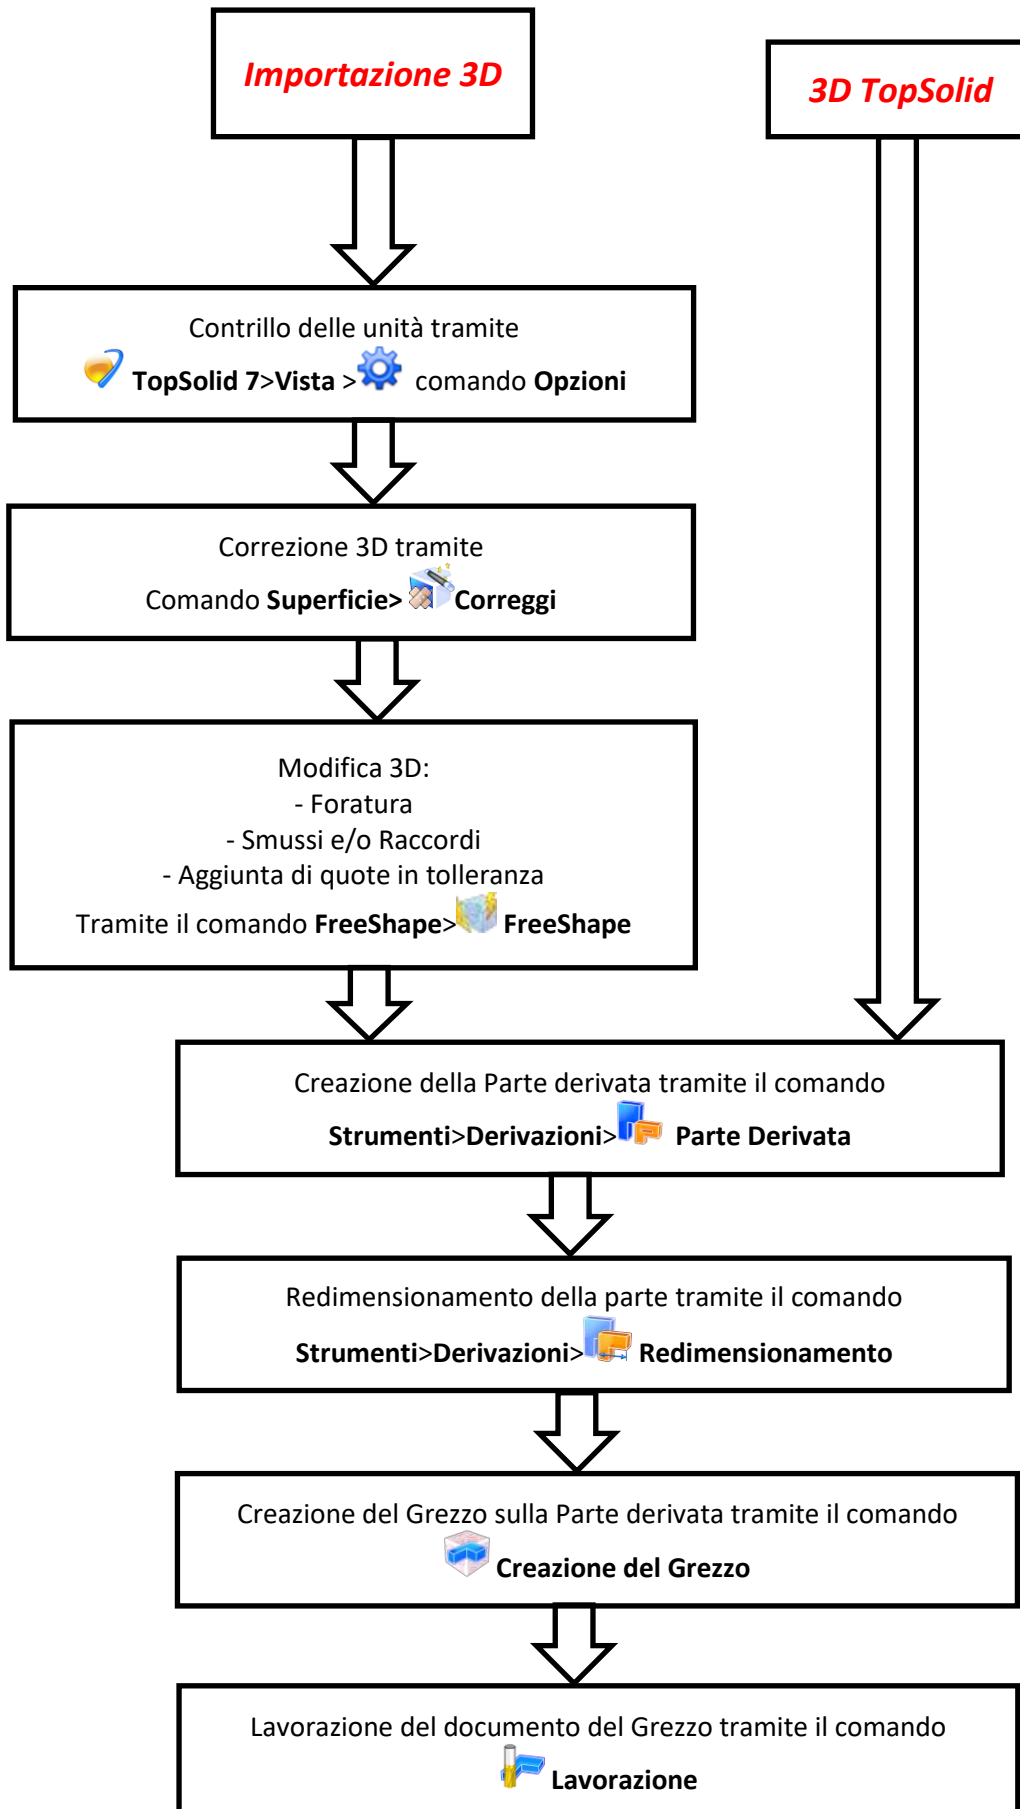 Importazione 3D
3D TopSolid
Contrillo delle unità tramite
TopSolid 7>Vista > comando Opzioni
Correzione 3D tramite
Comando Superficie> Correggi
Modifica 3D:
- Foratura
- Smussi e/o Raccordi
- Aggiunta di quote in tolleranza
Tramite il comando FreeShape> FreeShape
Creazione della Parte derivata tramite il comando
Strumenti>Derivazioni> Parte Derivata
Redimensionamento della parte tramite il comando
Strumenti>Derivazioni> Redimensionamento
Creazione del Grezzo sulla Parte derivata tramite il comando
Creazione del Grezzo
Lavorazione del documento del Grezzo tramite il comando
Lavorazione